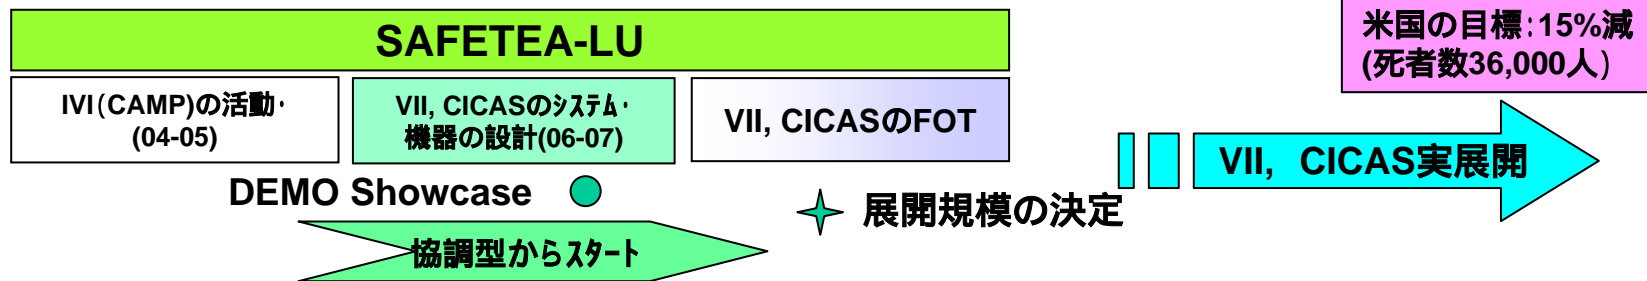 SAFETEA-LU
米国の目標:15%減
(死者数36,000人)
IVI(CAMP)の活動・
(04-05)
VII, CICASのｼｽﾃﾑ・
機器の設計(06-07)
VII, CICASのFOT
VII, CICAS実展開
DEMO Showcase
展開規模の決定
協調型からｽﾀｰﾄ